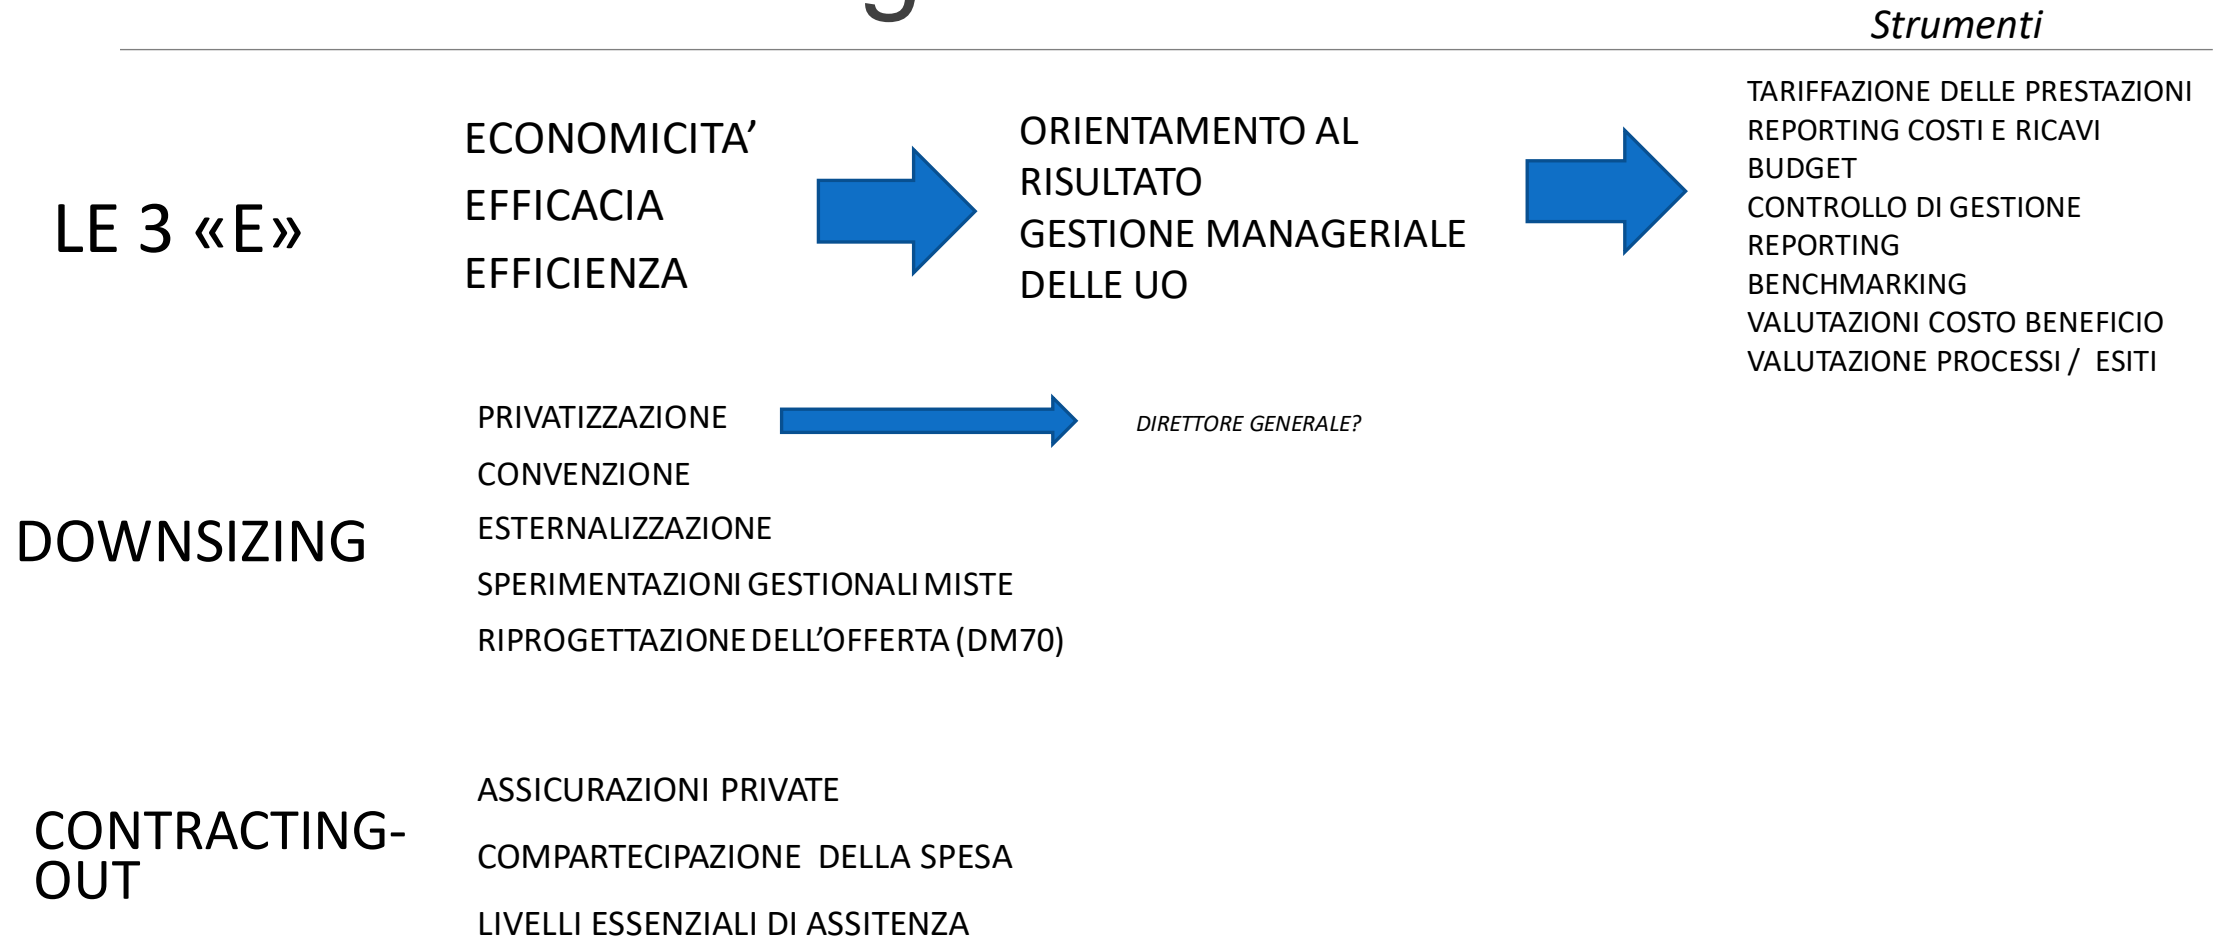 Strumenti
LE 3 «E»
ECONOMICITA’
EFFICACIA
EFFICIENZA
ORIENTAMENTO AL
RISULTATO
GESTIONE MANAGERIALE
DELLE UO
TARIFFAZIONE DELLE PRESTAZIONI
REPORTING COSTI E RICAVI
BUDGET
CONTROLLO DI GESTIONE
REPORTING
BENCHMARKING
VALUTAZIONI COSTO BENEFICIO
VALUTAZIONE PROCESSI / ESITI
DOWNSIZING
PRIVATIZZAZIONE
DIRETTORE GENERALE?
CONVENZIONE
ESTERNALIZZAZIONE
SPERIMENTAZIONI GESTIONALI MISTE
RIPROGETTAZIONE DELL’OFFERTA (DM70)
CONTRACTING-
OUT
ASSICURAZIONI PRIVATE
COMPARTECIPAZIONE DELLA SPESA
LIVELLI ESSENZIALI DI ASSITENZA